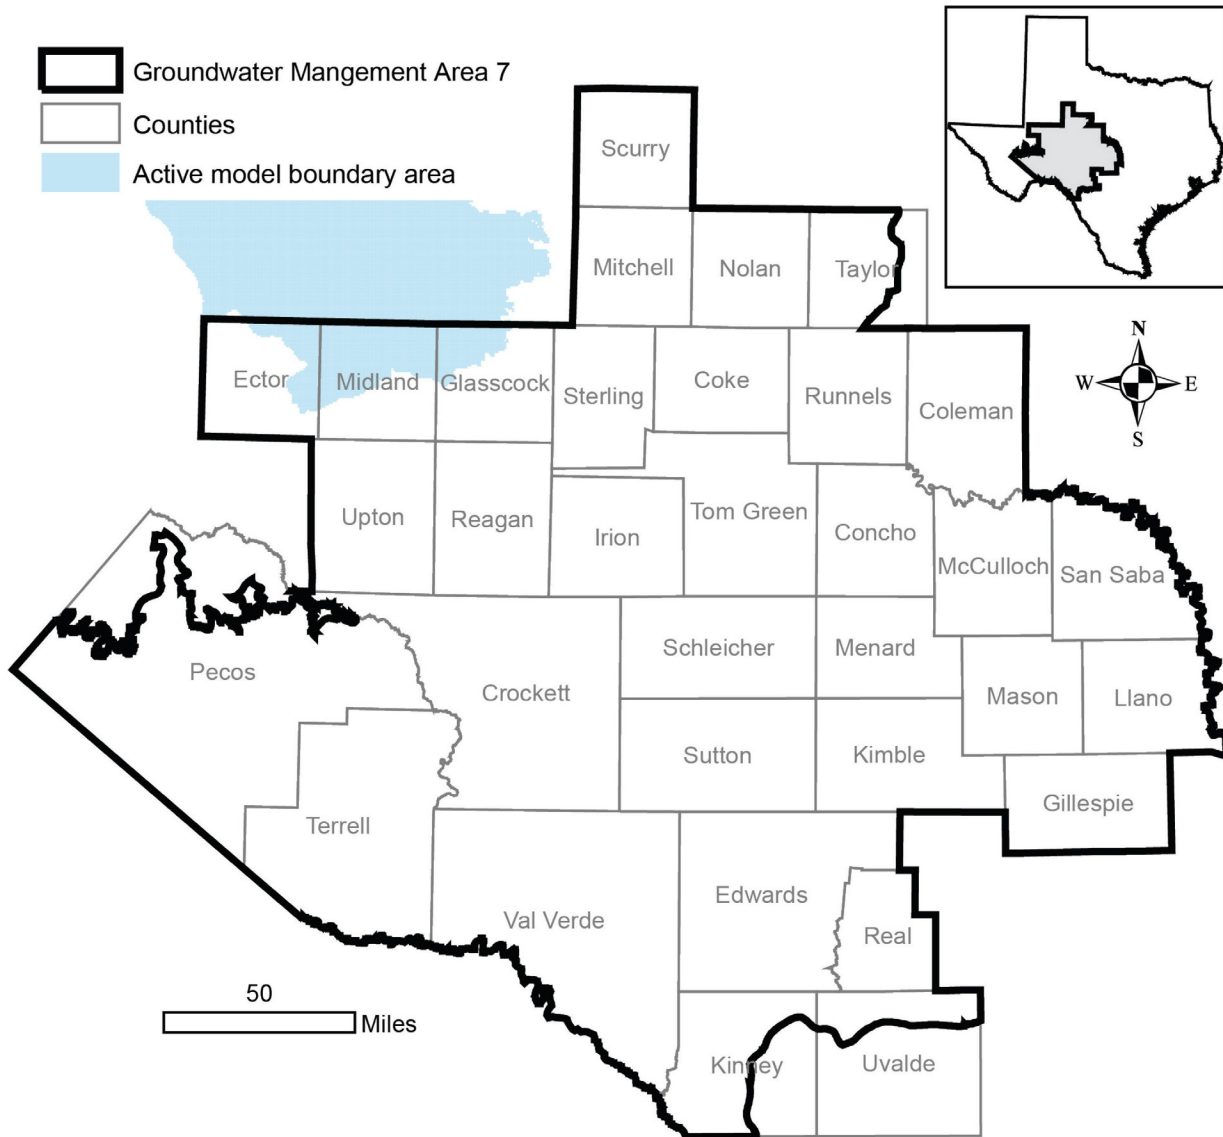 Groundwater Mangement Area 7
Counties
Active model boundary area
Scurry
Mitchell
Nolan
Taylor
Ector
Midland
Glasscock
Sterling
Coke
Runnels
Coleman
N
W
E
S
Upton
Reagan
Irion
Tom Green
Concho
McCulloch
San Saba
Pecos
Crockett
Schleicher
Menard
Mason
Llano
Sutton
Kimble
Gillespie
Terrell
Val Verde
Edwards
Real
50
Miles
Kinney
Uvalde